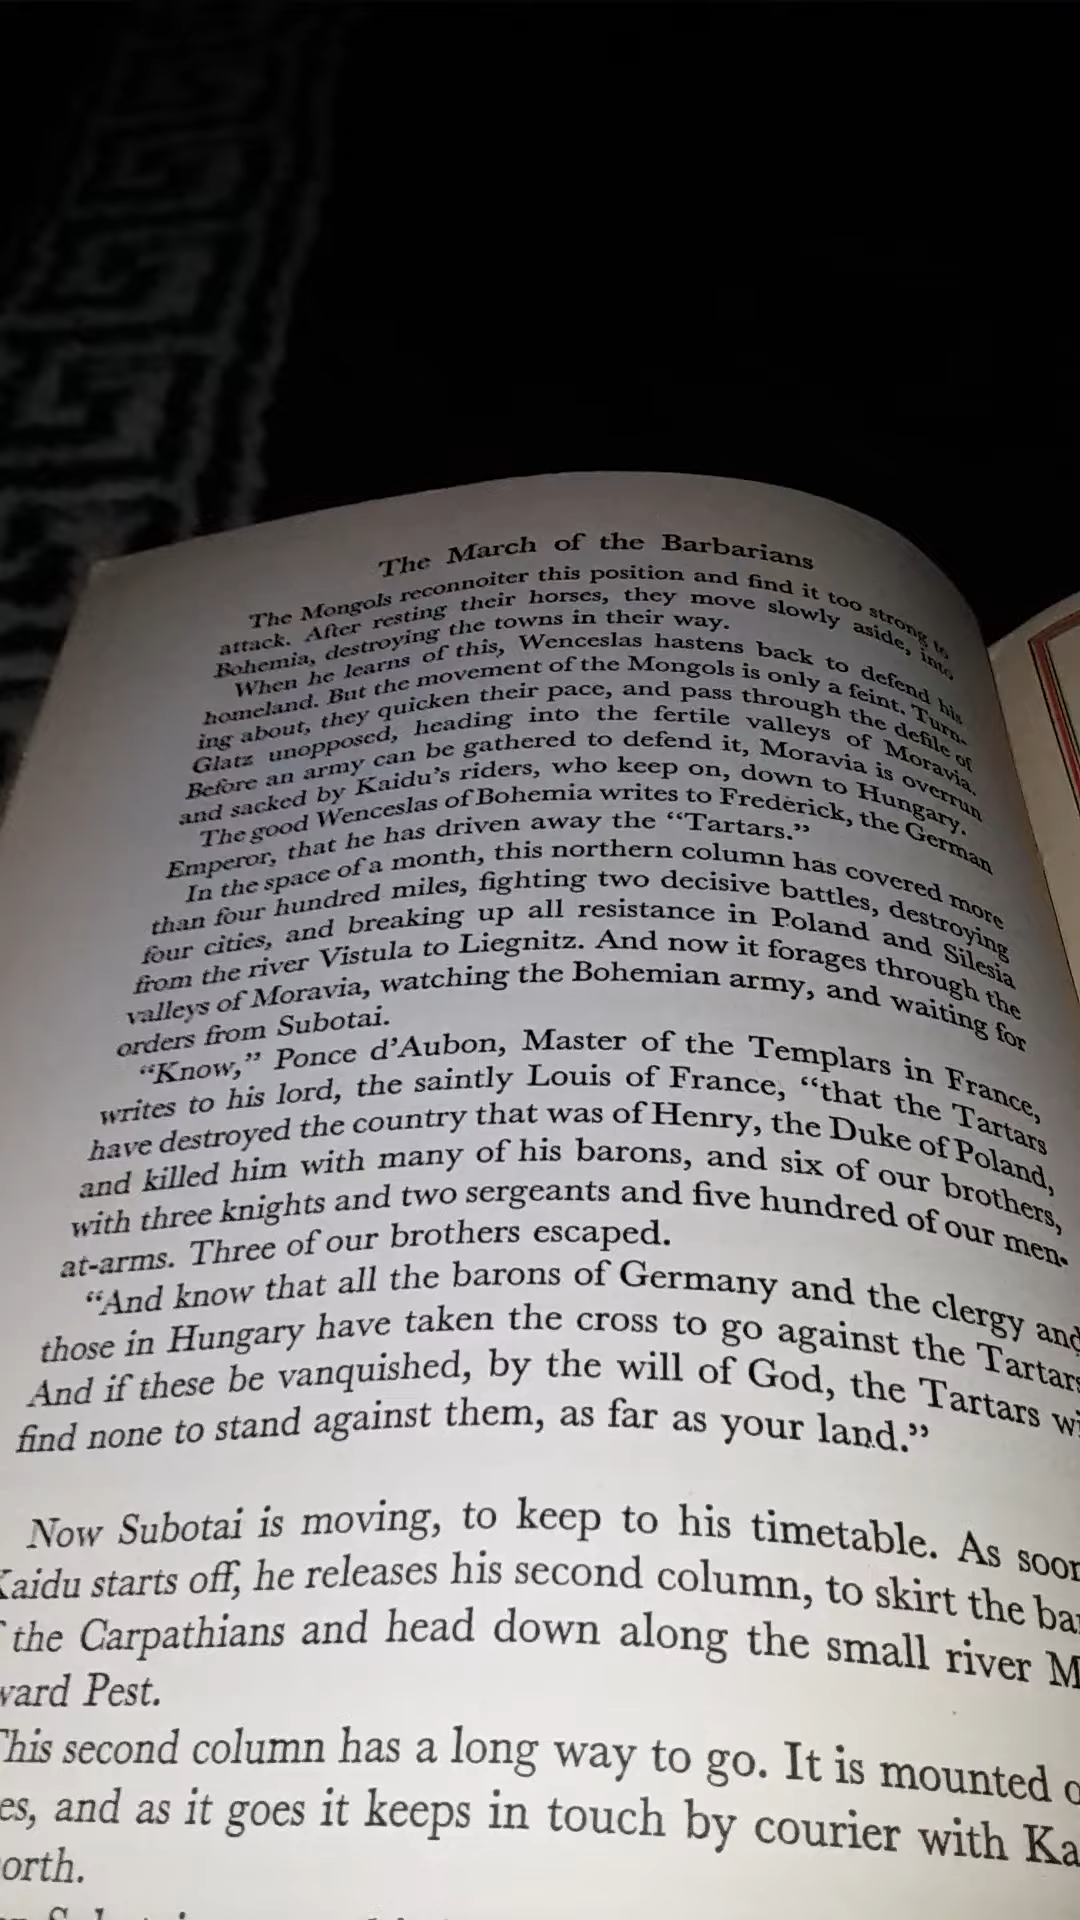 The March of the Barbarians
The Mongols reconnoiter this position and find it too strong to
attack. After resting their horses, they move slowly aside, into
Bohemia, destroying the towns in their way.
When he learns of this, Wenceslas hastens back to defend his
homeland. But the movement of the Mongols is only a feint. Turn-
ing about, they quicken their pace, and pass through the defile of
Glatz unopposed, heading into the fertile valleys of Moravia.
Before an army can be gathered to defend it, Moravia is overrun
and sacked by Kaidu's riders, who keep on, down to Hungary.
The good Wenceslas of Bohemia writes to Frederick, the German
Emperor, that he has driven away the "Tartars."
In the space of a month, this northern column has covered more
than four hundred miles, fighting two decisive battles, destroying
four cities, and breaking up all resistance in Poland and Silesia
from the river Vistula to Liegnitz. And now it forages through the
valleys of Moravia, watching the Bohemian army, and waiting for
orders from Subotai.
"Know," Ponce d'Aubon, Master of the Templars in France,
writes to his lord, the saintly Louis of France, "that the Tartars
have destroyed the country that was of Henry, the Duke of Poland,
and killed him with many of his barons, and six of our brothers,
with three knights and two sergeants and five hundred of our men-
at-arms. Three of our brothers escaped.
"And know that all the barons of Germany and the clergy and
those in Hungary have taken the cross to go against the Tartars
And if these be vanquished, by the will of God, the Tartars wi
find none to stand against them, as far as your land."
Now Subotai is moving, to keep to his timetable. As soon
Kaidu starts off, he releases his second column, to skirt the ba
the Carpathians and head down along the small river M
ward Pest.
This second column has a long way to go. It is mounted o
es, and as it goes it keeps in touch by courier with Ka
orth.